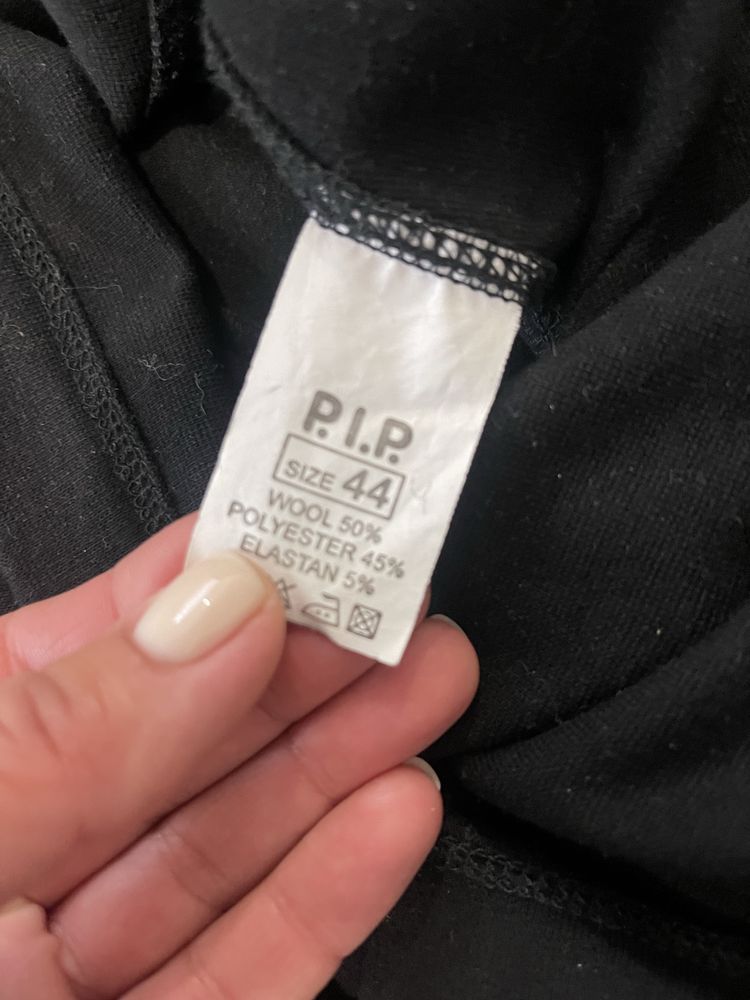 P.I.P.
SIZE 44
WOOL 50%
POLYESTER 45%
ELASTAN 5%